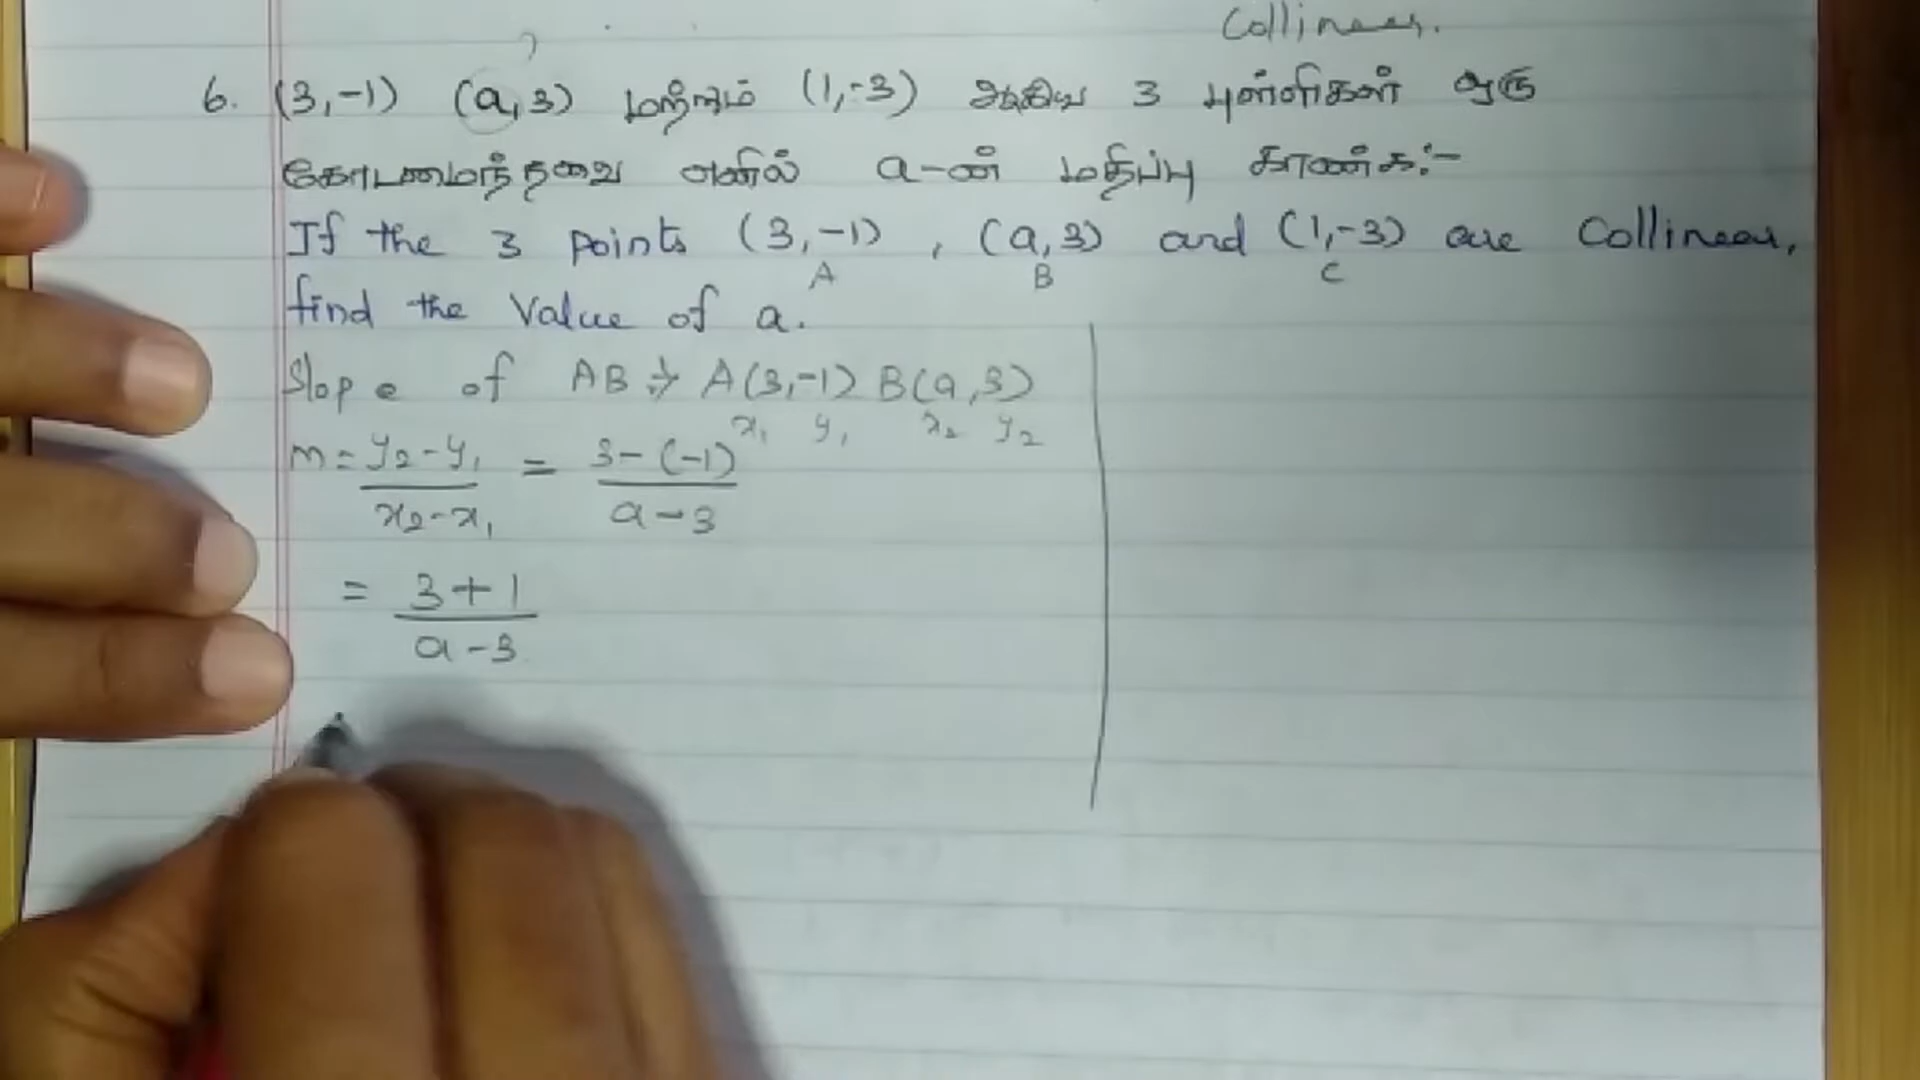 Collinear.
6. (3,-1) (a,3) மற்றும் (1,-3) ஆகிய 3 புள்ளிகள் ஒரு
கோடமைந்தவை எனில் a-ன் மதிப்பு காண்க:-
If the 3 points (3,-1) , (a,3) and (1,-3) are Collinear,
A B C
find the Value of a.
Slope of AB ⇒ A(3,-1) B(a,3)
x₁ y₁ x₂ y₂
m = y₂-y₁ / x₂-x₁ = 3-(-1) / a-3
= 3+1 / a-3